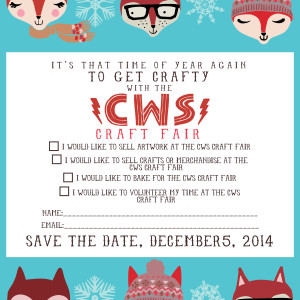 IT'S THAT TIME OF YEAR AGAIN
TO GET CRAFTY
WITH THE
CWS
CRAFT FAIR
I WOULD LIKE TO SELL ARTWORK AT THE CWS CRAFT FAIR
I WOULD LIKE TO SELL CRAFTS OR MERCHANDISE AT THE
CWS CRAFT FAIR
I WOULD LIKE TO BAKE FOR THE CWS CRAFT FAIR
I WOULD LIKE TO VOLUNTEER MY TIME AT THE CWS
CRAFT FAIR
NAME:
EMAIL:
SAVE THE DATE, DECEMBER5, 2014